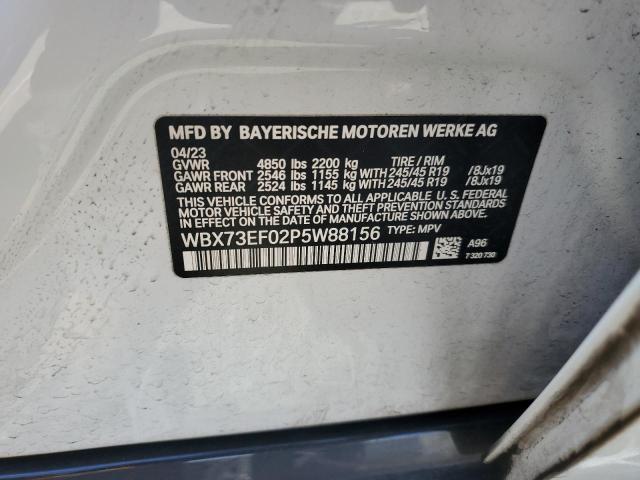 MFD BY BAYERISCHE MOTOREN WERKE AG
04/23
GVWR 4850 lbs 2200 kg TIRE / RIM
GAWR FRONT 2546 lbs 1155 kg WITH 245/45 R19 /8Jx19
GAWR REAR 2524 lbs 1145 kg WITH 245/45 R19 /8Jx19
THIS VEHICLE CONFORMS TO ALL APPLICABLE U. S. FEDERAL
MOTOR VEHICLE SAFETY AND THEFT PREVENTION STANDARDS
IN EFFECT ON THE DATE OF MANUFACTURE SHOWN ABOVE.
WBX73EF02P5W88156 TYPE: MPV
A96
7 320 730